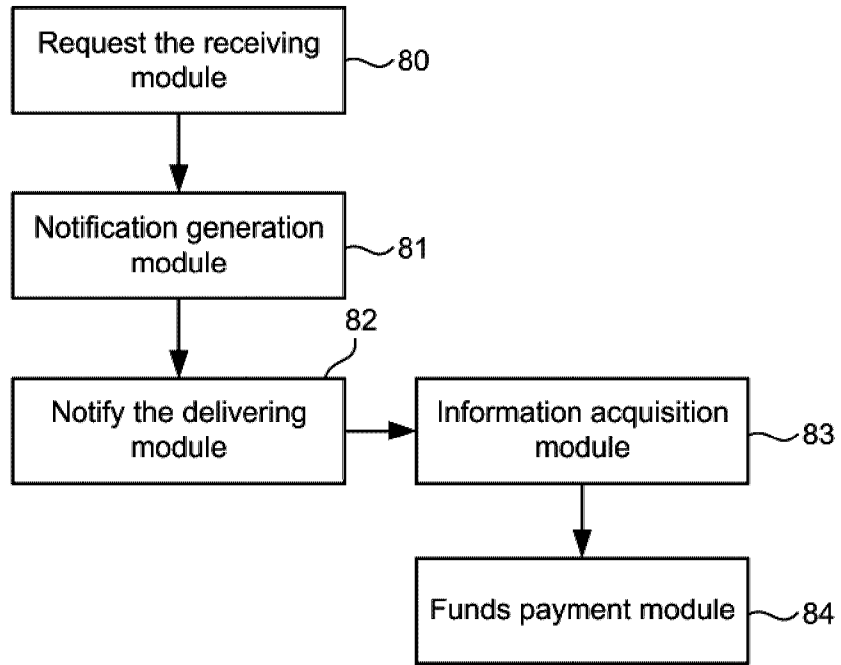 Request the receiving
module
80
Notification generation
module
81
82
Notify the delivering
module
Information acquisition
module
83
Funds payment module
84